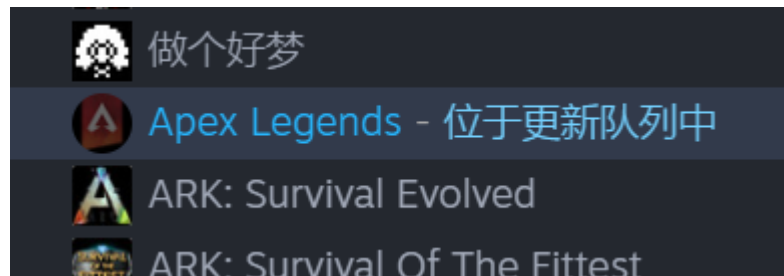 做个好梦
Apex Legends - 位于更新队列中
ARK: Survival Evolved
ARK: Survival Of The Fittest